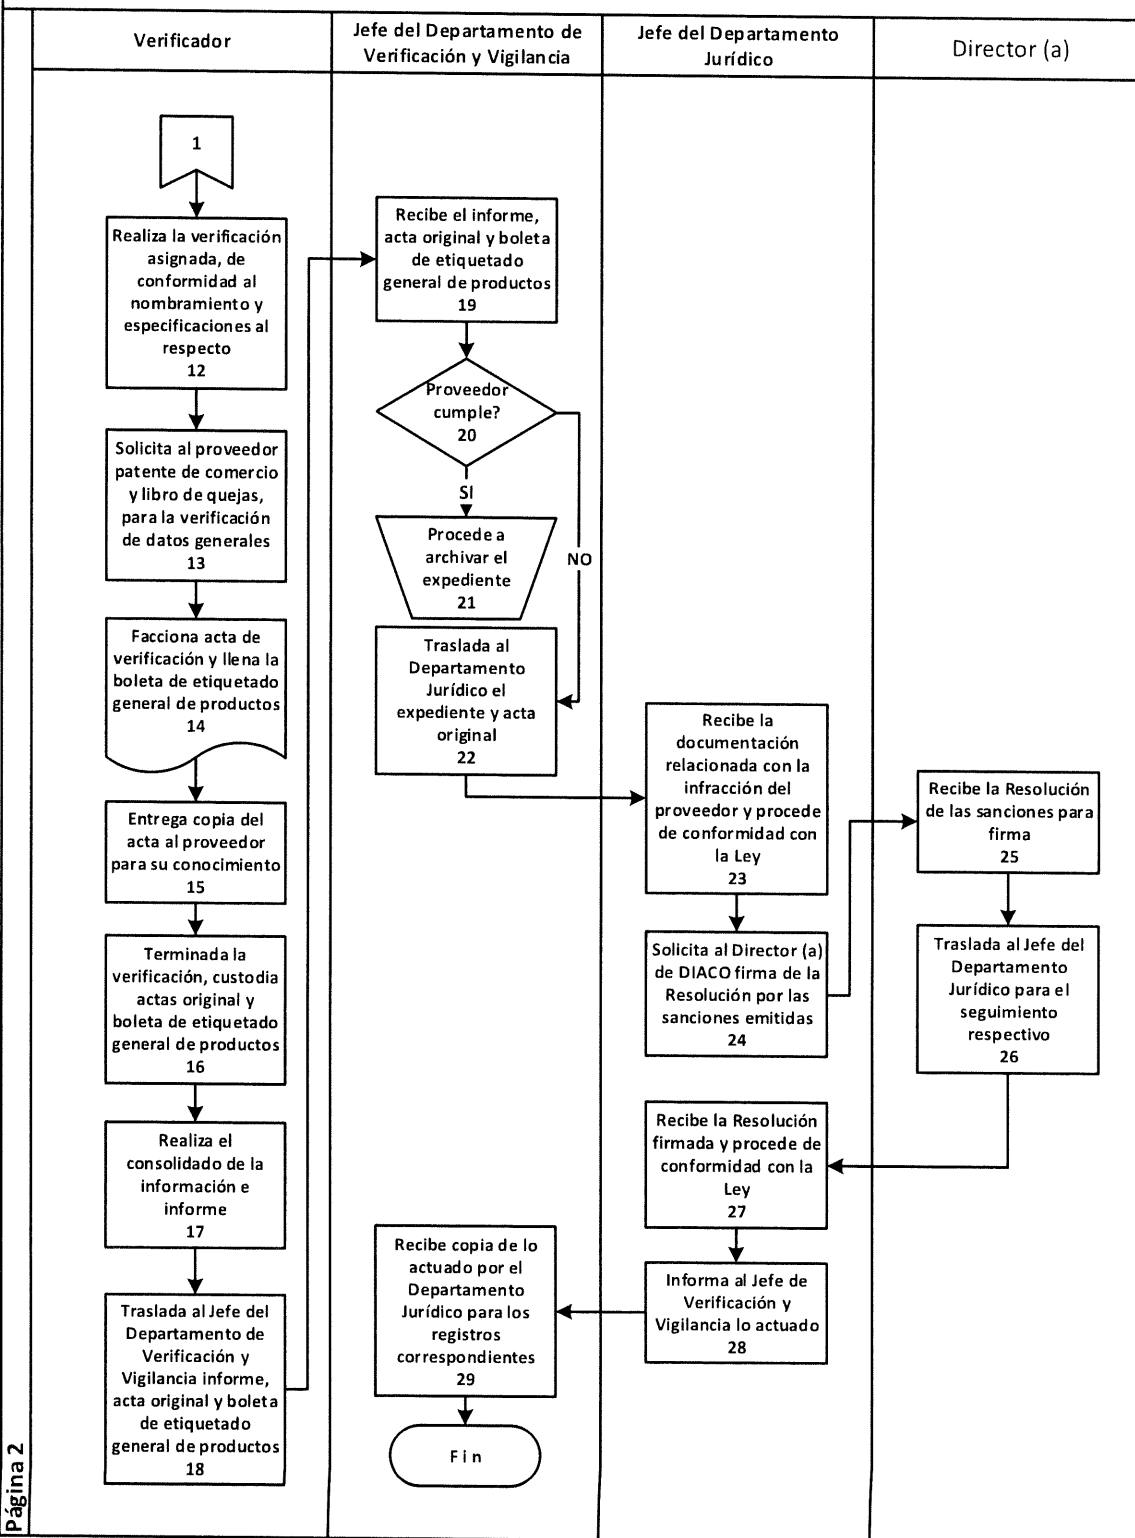 Verificador
Jefe del Departamento de
Verificación y Vigilancia
Jefe del Departamento
Jurídico
Director (a)
1
Realiza la verificación
asignada, de
conformidad al
nombramiento y
especificaciones al
respecto
12
Solicita al proveedor
patente de comercio
y libro de quejas,
para la verificación
de datos generales
13
Facciona acta de
verificación y llena la
boleta de etiquetado
general de productos
14
Entrega copia del
acta al proveedor
para su conocimiento
15
Terminada la
verificación, custodia
actas original y
boleta de etiquetado
general de productos
16
Realiza el
consolidado de la
información e
informe
17
Traslada al Jefe del
Departamento de
Verificación y
Vigilancia informe,
acta original y boleta
de etiquetado
general de productos
18
Recibe el informe,
acta original y boleta
de etiquetado
general de productos
19
Proveedor
cumple?
20
SI
NO
Procede a
archivar el
expediente
21
Traslada al
Departamento
Jurídico el
expediente y acta
original
22
Recibe la
documentación
relacionada con la
infracción del
proveedor y procede
de conformidad con
la Ley
23
Solicita al Director (a)
de DIACO firma de la
Resolución por las
sanciones emitidas
24
Recibe la Resolución
de las sanciones para
firma
25
Traslada al Jefe del
Departamento
Jurídico para el
seguimiento
respectivo
26
Recibe la Resolución
firmada y procede de
conformidad con la
Ley
27
Informa al Jefe de
Verificación y
Vigilancia lo actuado
28
Recibe copia de lo
actuado por el
Departamento
Jurídico para los
registros
correspondientes
29
Fin
Página 2